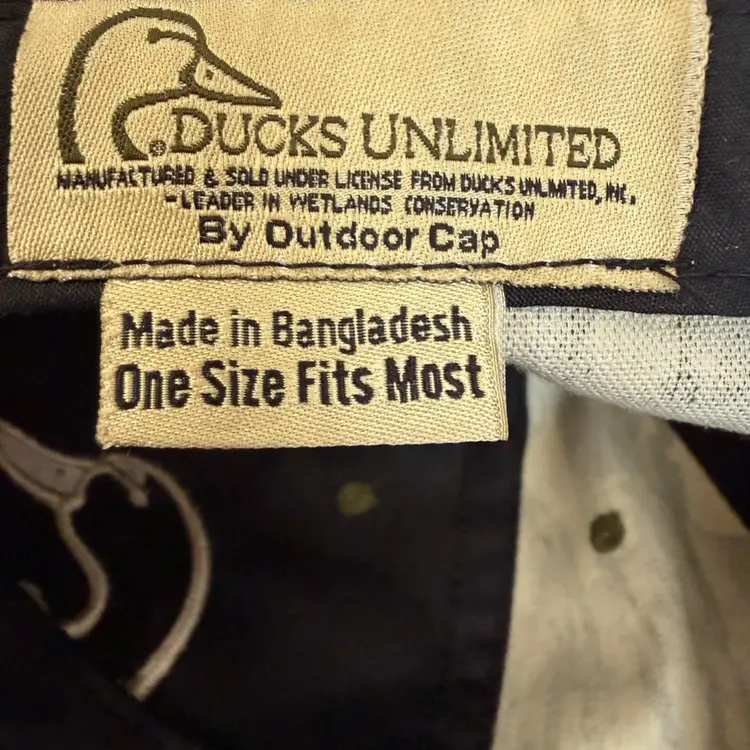 ® DUCKS UNLIMITED
MANUFACTURED & SOLD UNDER LICENSE FROM DUCKS UNLIMITED, INC.
-LEADER IN WETLANDS CONSERVATION
By Outdoor Cap
Made in Bangladesh
One Size Fits Most